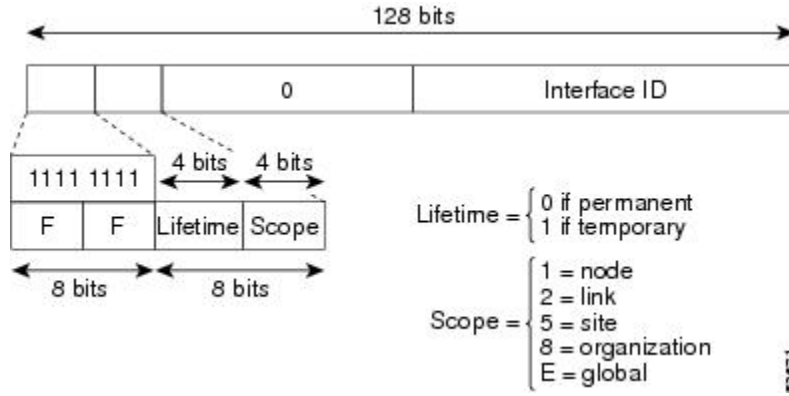 128 bits
0 Interface ID
4 bits 4 bits
1111 1111
F F Lifetime Scope
8 bits 8 bits
Lifetime = { 0 if permanent
1 if temporary
Scope = { 1 = node
2 = link
5 = site
8 = organization
E = global